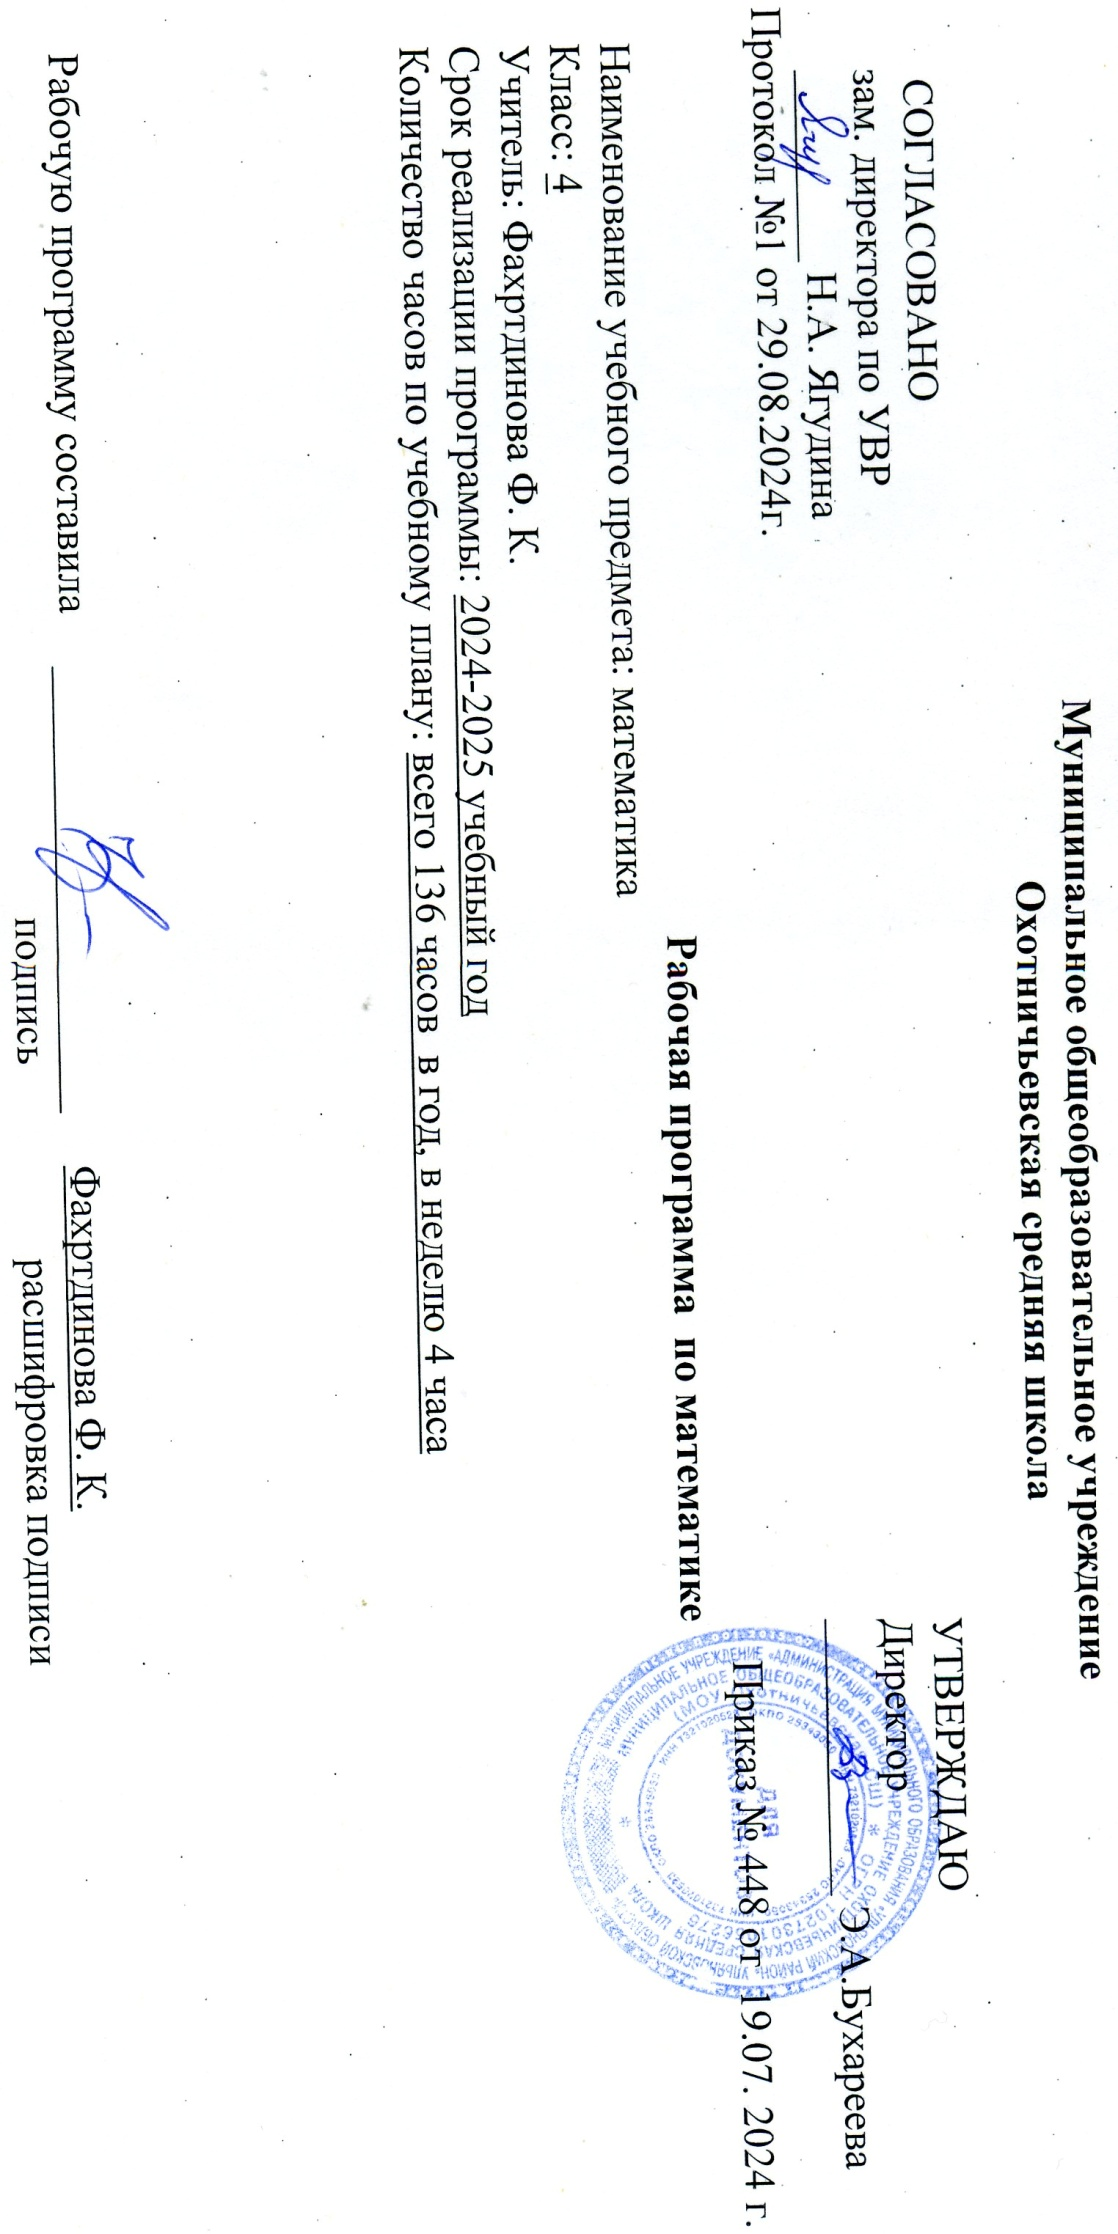 Муниципальное общеобразовательное учреждение
Охотничьевская средняя школа
СОГЛАСОВАНО
зам. директора по УВР
Н.А. Ягудина
Протокол №1 от 29.08.2024г.
УТВЕРЖДАЮ
Директор
Э.А.Бухареева
Приказ № 448 от 19.07. 2024 г.
Рабочая программа по математике
Наименование учебного предмета: математика
Класс: 4
Учитель: Фахртдинова Ф. К.
Срок реализации программы: 2024-2025 учебный год
Количество часов по учебному плану: всего 136 часов в год, в неделю 4 часа
Рабочую программу составила
Фахртдинова Ф. К.
подпись
расшифровка подписи